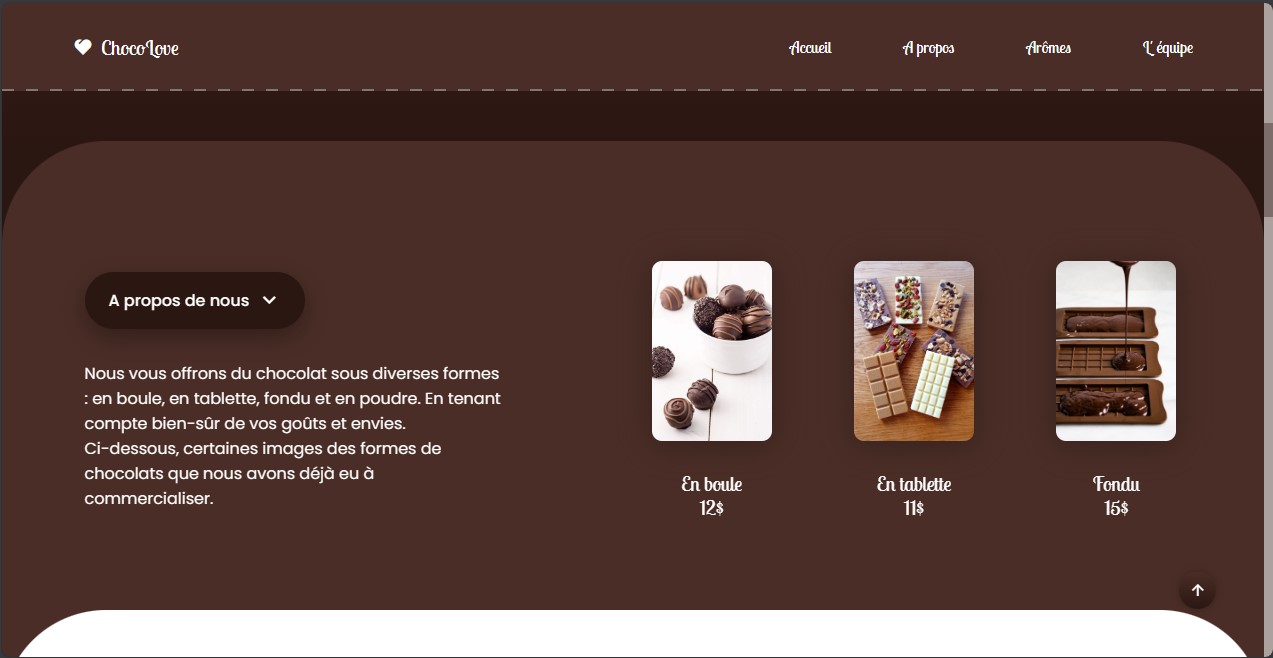 ChocoLove
Accueil
A propos
Arômes
L'équipe
A propos de nous
Nous vous offrons du chocolat sous diverses formes
: en boule, en tablette, fondu et en poudre. En tenant
compte bien-sûr de vos goûts et envies.
Ci-dessous, certaines images des formes de
chocolats que nous avons déjà eu à
commercialiser.
En boule
12$
En tablette
11$
Fondu
15$